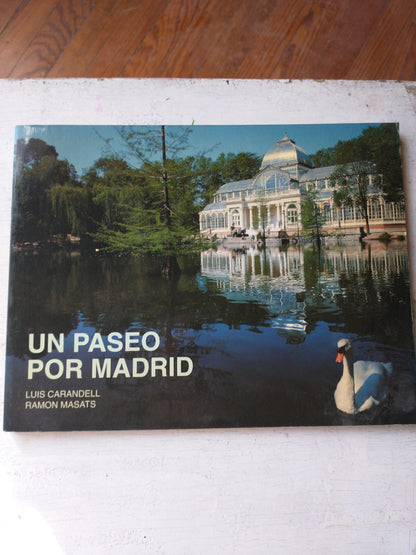 UN PASEO
POR MADRID
LUIS CARANDELL
RAMON MASATS